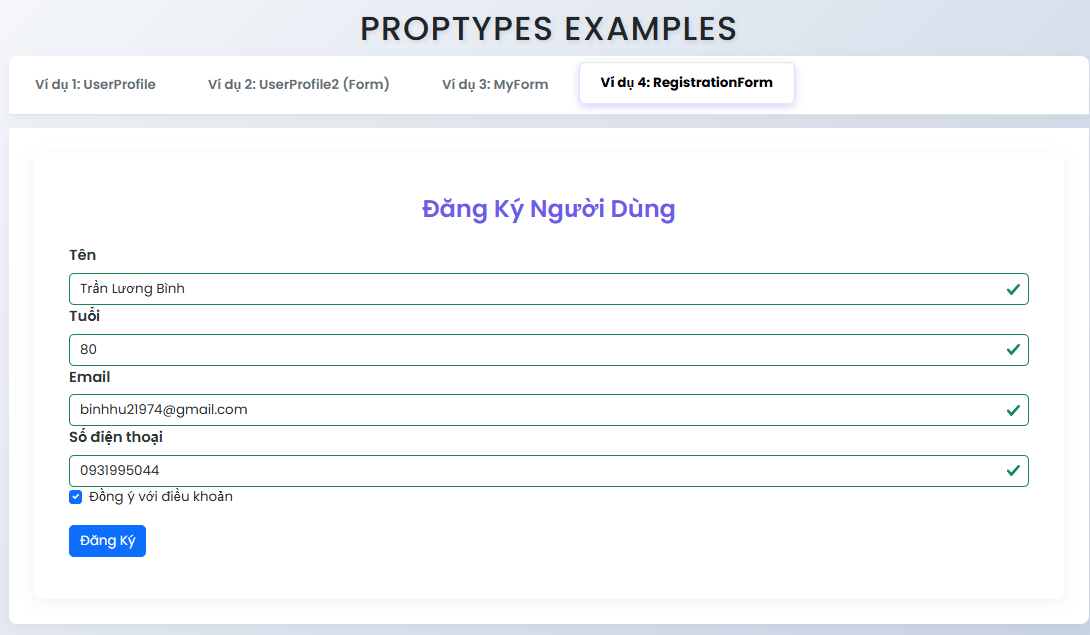 PROPTYPES EXAMPLES
Ví dụ 1: UserProfile Ví dụ 2: UserProfile2 (Form) Ví dụ 3: MyForm Ví dụ 4: RegistrationForm
Đăng Ký Người Dùng
Tên
Trần Lương Bình
Tuổi
80
Email
binhhu21974@gmail.com
Số điện thoại
0931995044
Đồng ý với điều khoản
Đăng Ký